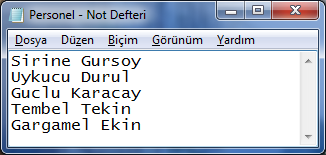 Personel - Not Defteri
Dosya Düzen Biçim Görünüm Yardım
Sirine Gursoy
Uykucu Durul
Guclu Karacay
Tembel Tekin
Gargamel Ekin